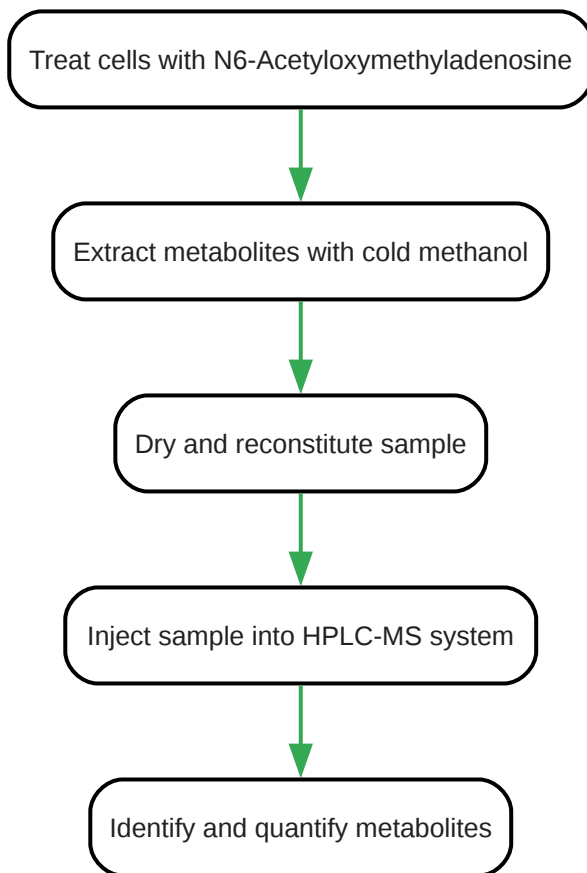 Treat cells with N6-Acetyloxymethyladenosine
Extract metabolites with cold methanol
Dry and reconstitute sample
Inject sample into HPLC-MS system
Identify and quantify metabolites